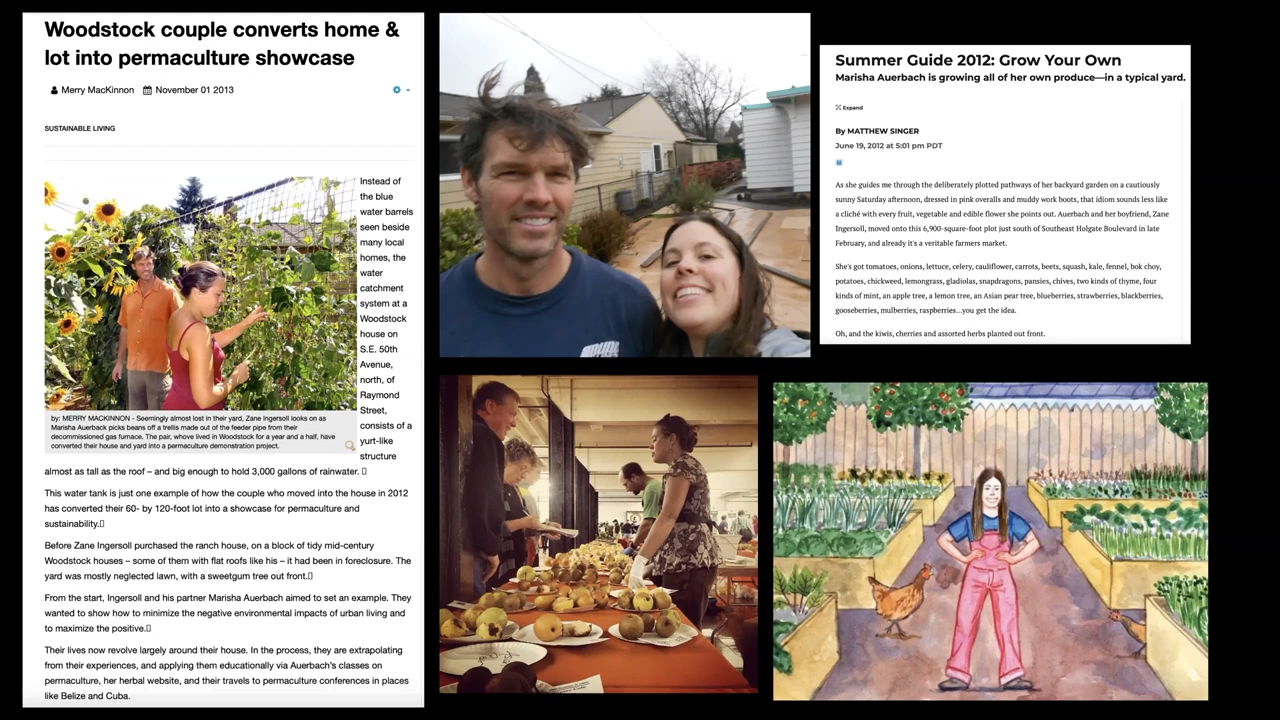 Woodstock couple converts home &
lot into permaculture showcase
Merry MacKinnon November 01 2013
SUSTAINABLE LIVING
Instead of
the blue
water barrels
seen beside
many local
homes, the
water
catchment
system at a
Woodstock
house on
S.E. 50th
Avenue,
north, of
Raymond
Street,
consists of a
yurt-like
structure
by: MERRY MACKINNON - Seemingly almost lost in their yard, Zane Ingersoll looks on as
Marisha Auerback picks beans off a trellis made out of the feeder pipe from their
decommissioned gas furnace. The pair, whove lived in Woodstock for a year and a half, have
converted their house and yard into a permaculture demonstration project.
almost as tall as the roof – and big enough to hold 3,000 gallons of rainwater.
This water tank is just one example of how the couple who moved into the house in 2012
has converted their 60- by 120-foot lot into a showcase for permaculture and
sustainability.
Before Zane Ingersoll purchased the ranch house, on a block of tidy mid-century
Woodstock houses – some of them with flat roofs like his – it had been in foreclosure. The
yard was mostly neglected lawn, with a sweetgum tree out front.
From the start, Ingersoll and his partner Marisha Auerbach aimed to set an example. They
wanted to show how to minimize the negative environmental impacts of urban living and
to maximize the positive.
Their lives now revolve largely around their house. In the process, they are extrapolating
from their experiences, and applying them educationally via Auerbach's classes on
permaculture, her herbal website, and their travels to permaculture conferences in places
like Belize and Cuba.
Summer Guide 2012: Grow Your Own
Marisha Auerbach is growing all of her own produce—in a typical yard.
Expand
By MATTHEW SINGER
June 19, 2012 at 5:01 pm PDT
As she guides me through the deliberately plotted pathways of her backyard garden on a cautiously
sunny Saturday afternoon, dressed in pink overalls and muddy work boots, that idiom sounds less like
a cliché with every fruit, vegetable and edible flower she points out. Auerbach and her boyfriend, Zane
Ingersoll, moved onto this 6,900-square-foot plot just south of Southeast Holgate Boulevard in late
February, and already it's a veritable farmers market.
She's got tomatoes, onions, lettuce, celery, cauliflower, carrots, beets, squash, kale, fennel, bok choy,
potatoes, chickweed, lemongrass, gladiolas, snapdragons, pansies, chives, two kinds of thyme, four
kinds of mint, an apple tree, a lemon tree, an Asian pear tree, blueberries, strawberries, blackberries,
gooseberries, mulberries, raspberries...you get the idea.
Oh, and the kiwis, cherries and assorted herbs planted out front.